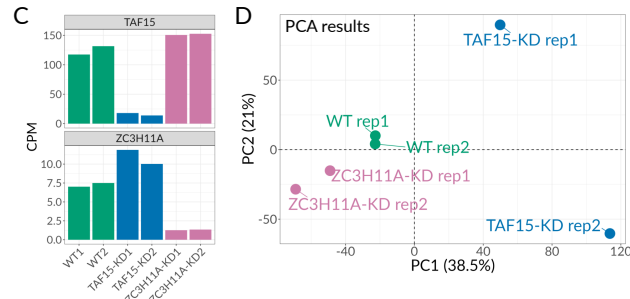 C
TAF15
150
100
50
0
ZC3H11A
10.0
7.5
5.0
2.5
0.0
CPM
WT1
WT2
TAF15-KD1
TAF15-KD2
ZC3H11A-KD1
ZC3H11A-KD2
D
PCA results
TAF15-KD rep1
WT rep1
WT rep2
ZC3H11A-KD rep1
ZC3H11A-KD rep2
TAF15-KD rep2
50
0
-50
PC2 (21%)
-40
0
40
80
120
PC1 (38.5%)